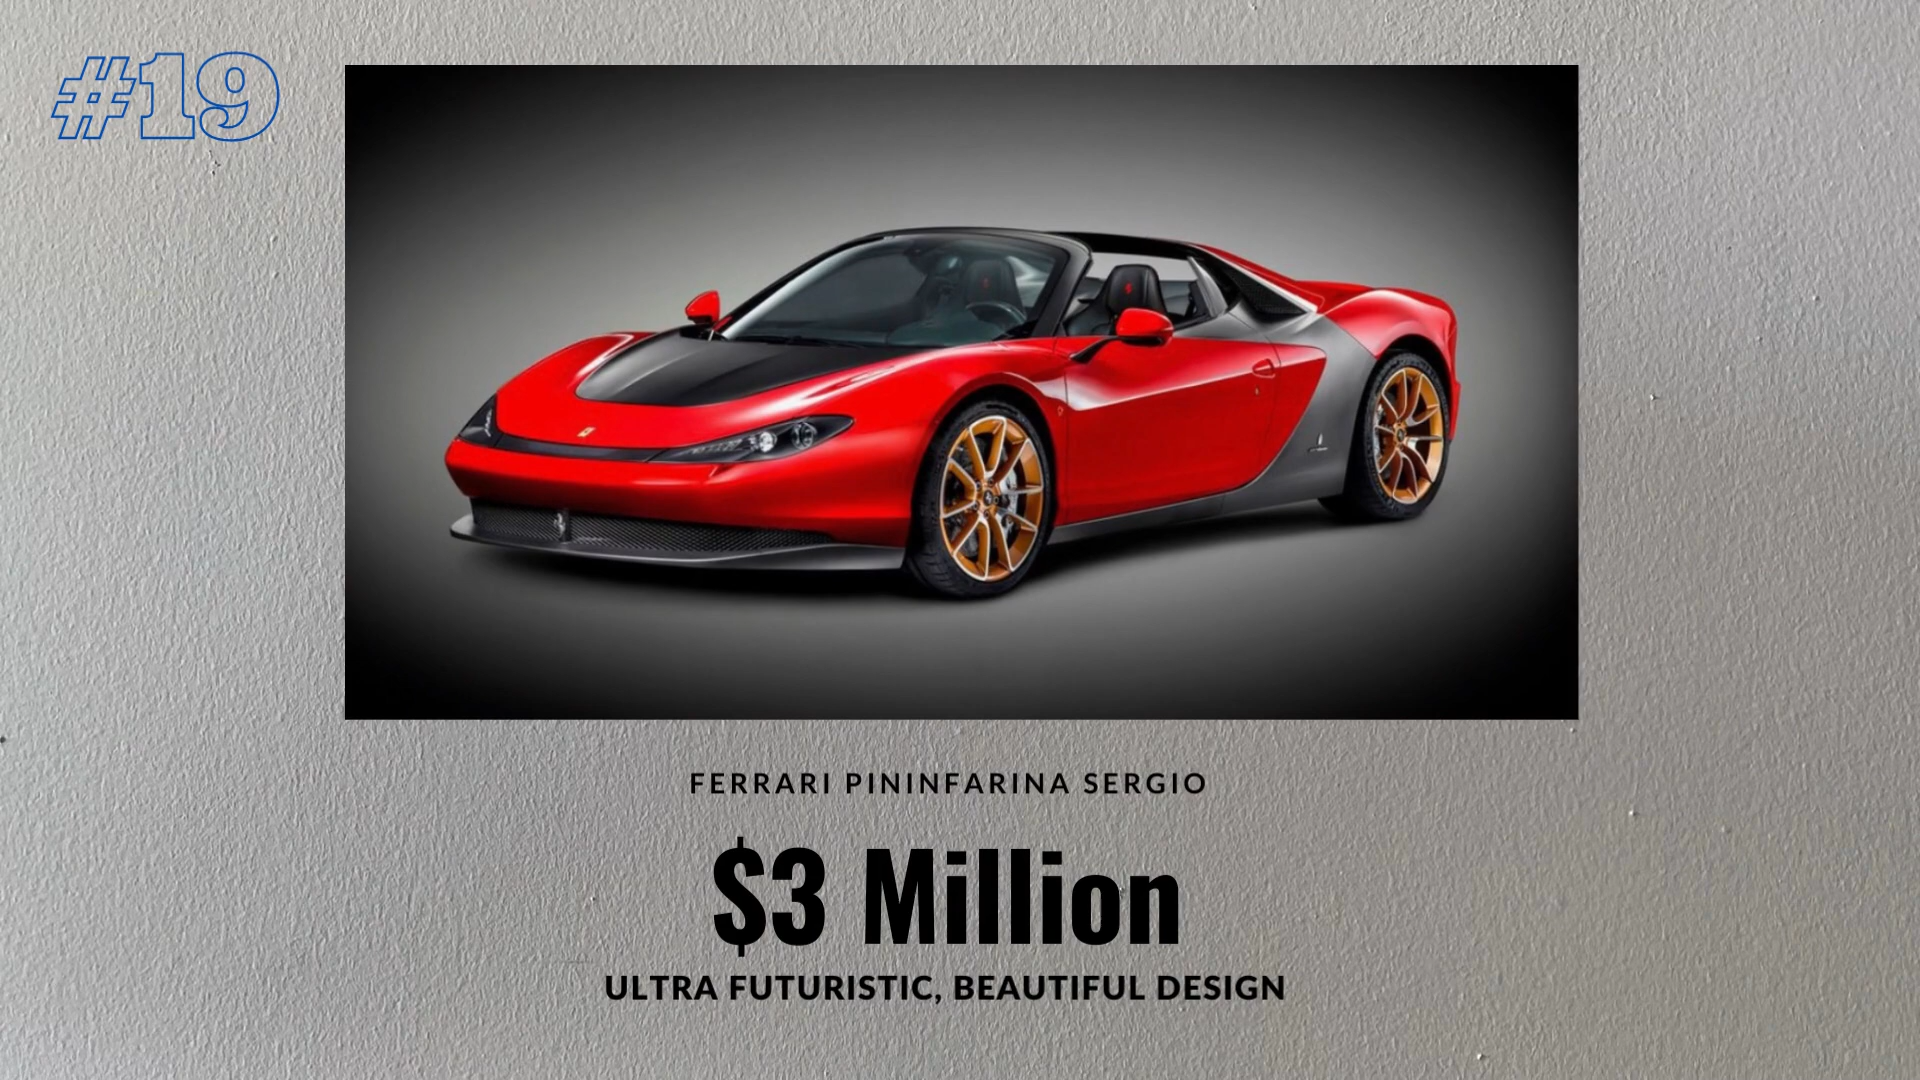 #19
FERRARI PININFARINA SERGIO
$3 Million
ULTRA FUTURISTIC, BEAUTIFUL DESIGN